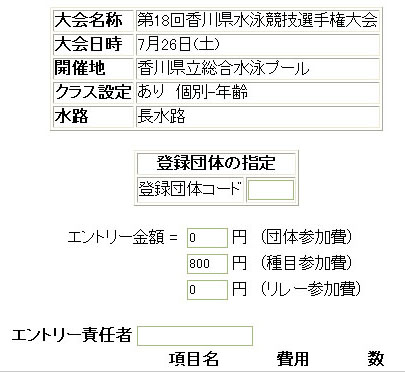 大会名称 第18回香川県水泳競技選手権大会
大会日時 7月26日(土)
開催地 香川県立総合水泳プール
クラス設定 あり 個別-年齢
水路 長水路
登録団体の指定
登録団体コード
エントリー金額 = 0 円 (団体参加費)
800 円 (種目参加費)
0 円 (リレー参加費)
エントリー責任者
項目名 費用 数